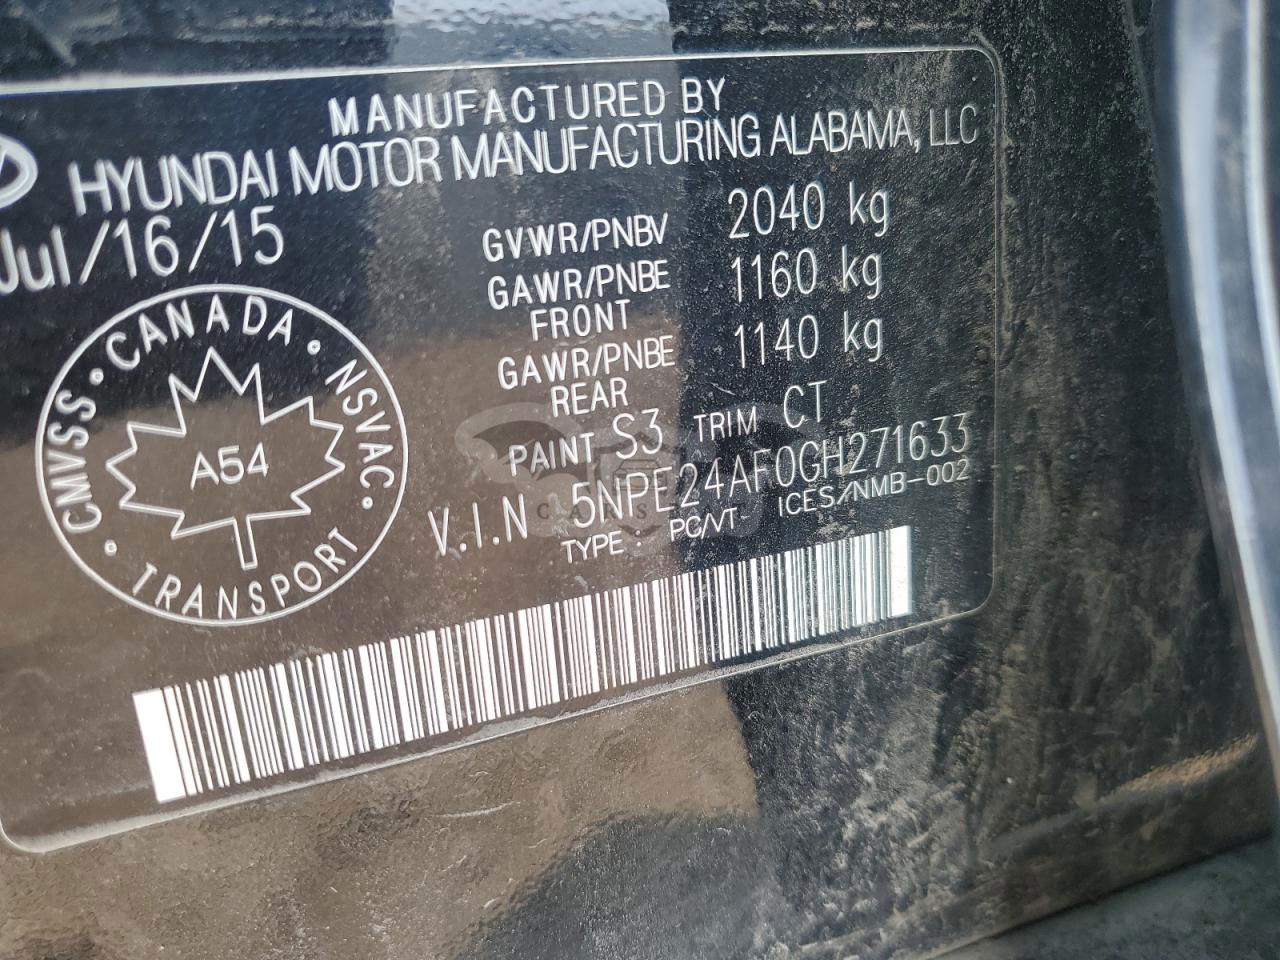 MANUFACTURED BY
HYUNDAI MOTOR MANUFACTURING ALABAMA, LLC
Jul/16/15
GVWR/PNBV 2040 kg
GAWR/PNBE FRONT 1160 kg
GAWR/PNBE REAR 1140 kg
PAINT S3 TRIM CT
V.I.N 5NPE24AF0GH271633
TYPE : PC/VT ICES/NMB-002
CMVSS · CANADA · NSVAC · TRANSPORT ·
A54
CARS